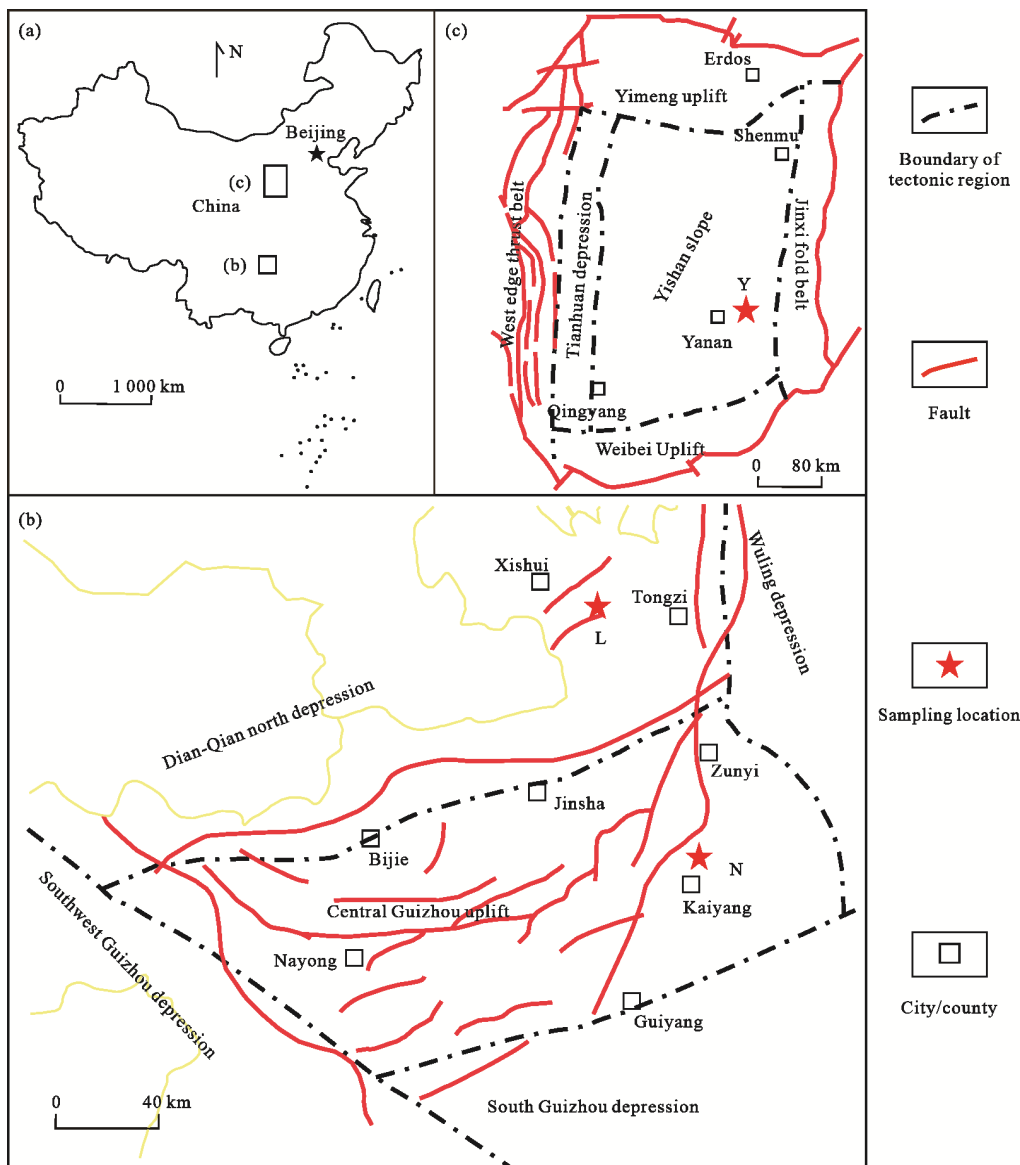 (a)
N
Beijing
(c)
China
(b)
0 1 000 km
(c)
Erdos
Yimeng uplift
Shenmu
West edge thrust belt
Tianhuan depression
Yishan slope
Jinxi fold belt
Y
Yanan
Qingyang
Weibei Uplift
0 80 km
(b)
Xishui
Tongzi
L
Wuling depression
Dian-Qian north depression
Zunyi
Jinsha
Bijie
N
Kaiyang
Central Guizhou uplift
Southwest Guizhou depression
Nayong
Guiyang
0 40 km
South Guizhou depression
Boundary of
tectonic region
Fault
Sampling location
City/county